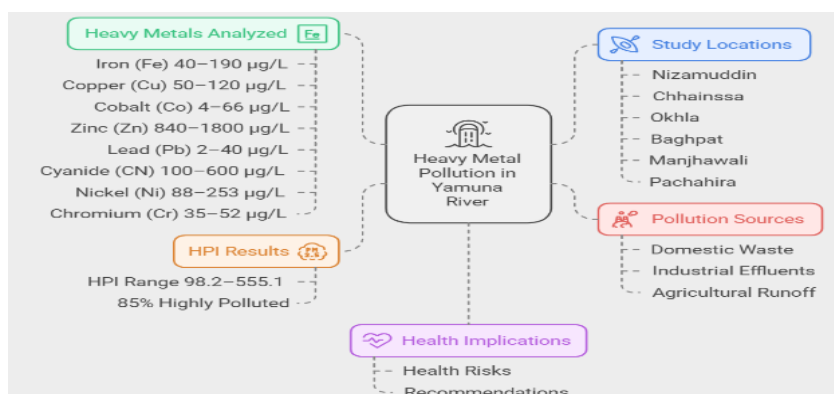 Heavy Metals Analyzed
Fe
Iron (Fe) 40–190 µg/L
Copper (Cu) 50–120 µg/L
Cobalt (Co) 4–66 µg/L
Zinc (Zn) 840–1800 µg/L
Lead (Pb) 2–40 µg/L
Cyanide (CN) 100–600 µg/L
Nickel (Ni) 88–253 µg/L
Chromium (Cr) 35–52 µg/L
HPI Results
HPI Range 98.2–555.1
85% Highly Polluted
Heavy Metal
Pollution in
Yamuna
River
Study Locations
Nizamuddin
Chhainssa
Okhla
Baghpat
Manjhawali
Pachahira
Pollution Sources
Domestic Waste
Industrial Effluents
Agricultural Runoff
Health Implications
Health Risks
Recommendations